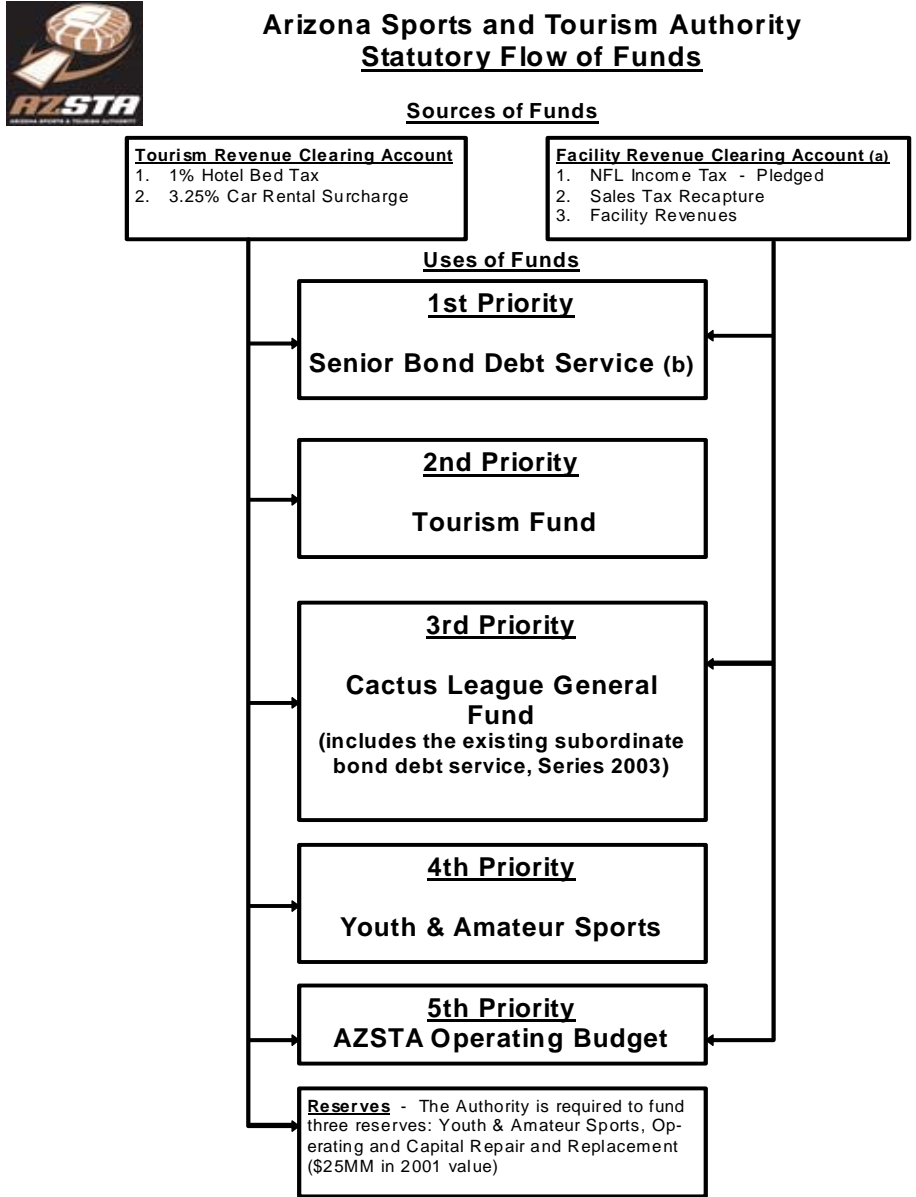 Arizona Sports and Tourism Authority
Statutory Flow of Funds
AZSTA
ARIZONA SPORTS & TOURISM AUTHORITY
Sources of Funds
Tourism Revenue Clearing Account
1. 1% Hotel Bed Tax
2. 3.25% Car Rental Surcharge
Facility Revenue Clearing Account (a)
1. NFL Income Tax - Pledged
2. Sales Tax Recapture
3. Facility Revenues
Uses of Funds
1st Priority
Senior Bond Debt Service (b)
2nd Priority
Tourism Fund
3rd Priority
Cactus League General
Fund
(includes the existing subordinate
bond debt service, Series 2003)
4th Priority
Youth & Amateur Sports
5th Priority
AZSTA Operating Budget
Reserves - The Authority is required to fund
three reserves: Youth & Amateur Sports, Op-
erating and Capital Repair and Replacement
($25MM in 2001 value)